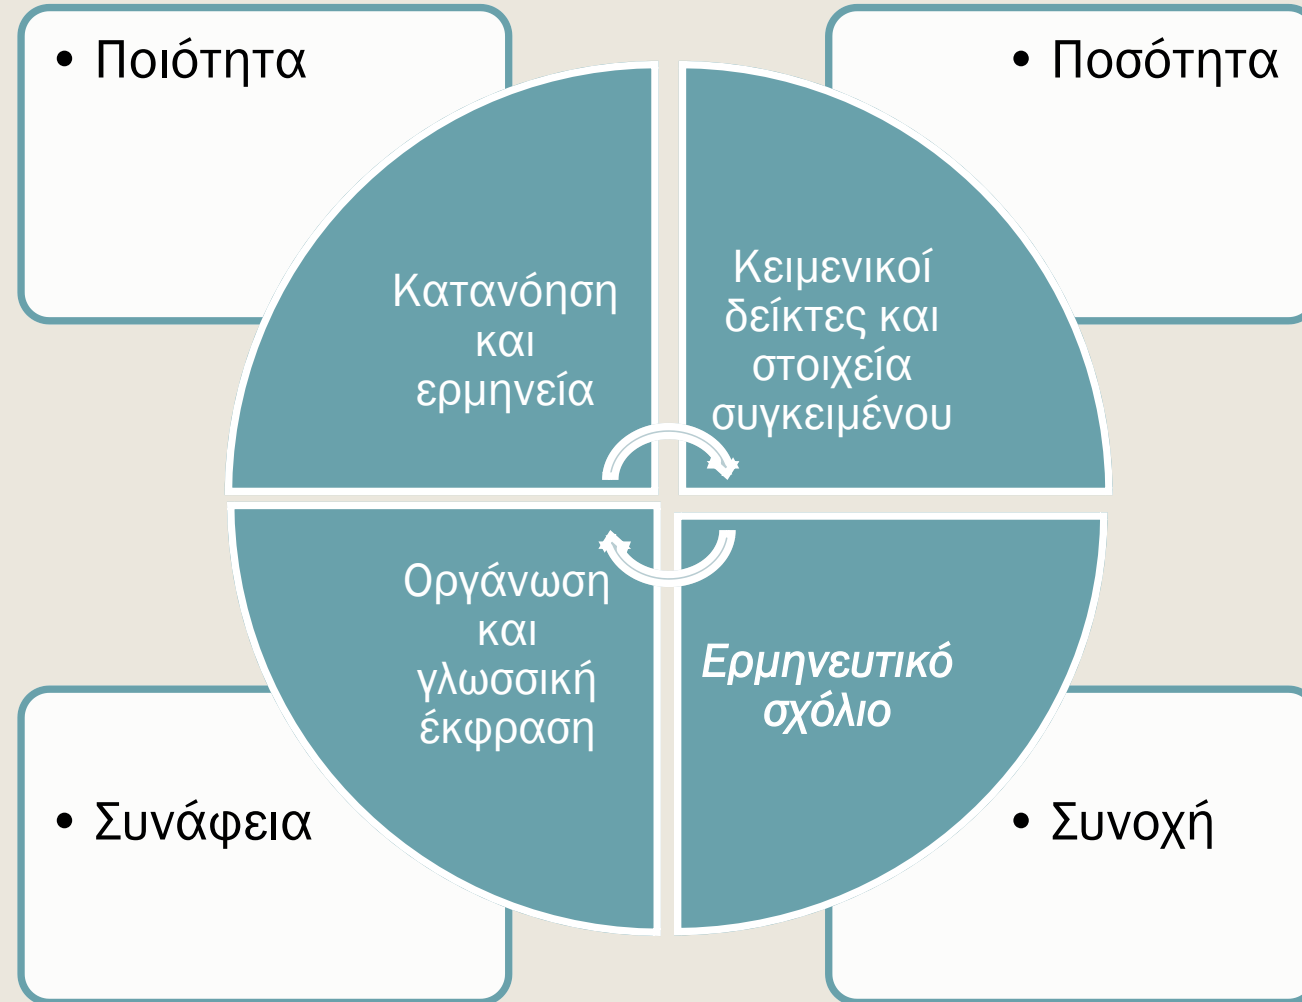 • Ποιότητα
• Ποσότητα
Κατανόηση
και
ερμηνεία
Κειμενικοί
δείκτες και
στοιχεία
συγκειμένου
Οργάνωση
και
γλωσσική
έκφραση
Ερμηνευτικό
σχόλιο
• Συνάφεια
• Συνοχή